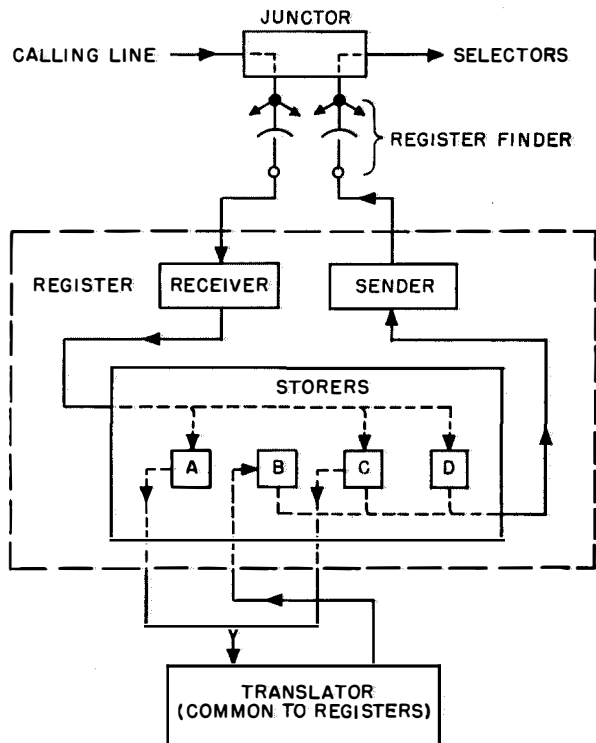 JUNCTOR
CALLING LINE
SELECTORS
REGISTER FINDER
REGISTER
RECEIVER
SENDER
STORERS
A
B
C
D
TRANSLATOR
(COMMON TO REGISTERS)